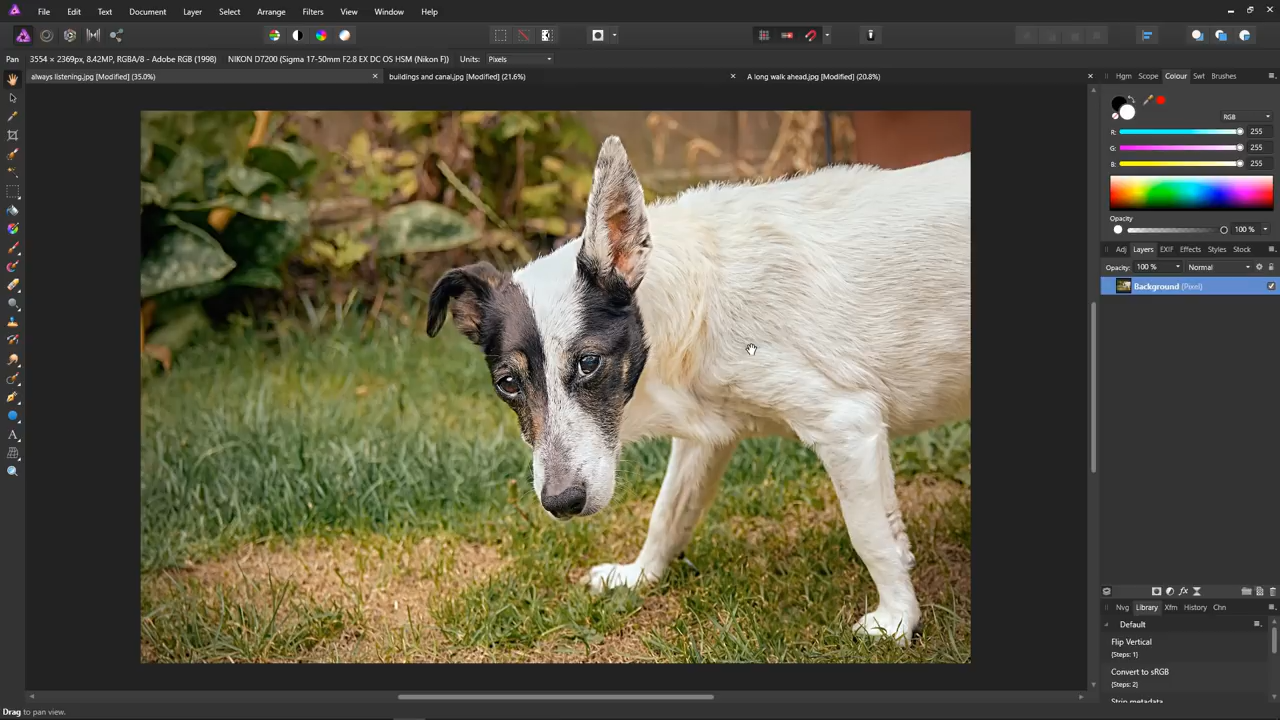 File Edit Text Document Layer Select Arrange Filters View Window Help
Pan 3554 × 2369px, 8.42MP, RGBA/8 - Adobe RGB (1998) NIKON D7200 (Sigma 17-50mm F2.8 EX DC OS HSM (Nikon F)) Units: Pixels
always listening.jpg [Modified] (35.0%) buildings and canal.jpg [Modified] (21.6%) A long walk ahead.jpg [Modified] (20.8%)
Hgm Scope Colour Swt Brushes
RGB
R: 255
G: 255
B: 255
Opacity
100 %
Adj Layers EXIF Effects Styles Stock
Opacity: 100 % Normal
Background (Pixel)
Nvg Library Xfm History Chn
Default
Flip Vertical
(Steps: 1)
Convert to sRGB
(Steps: 2)
Strip metadata
Drag to pan view.